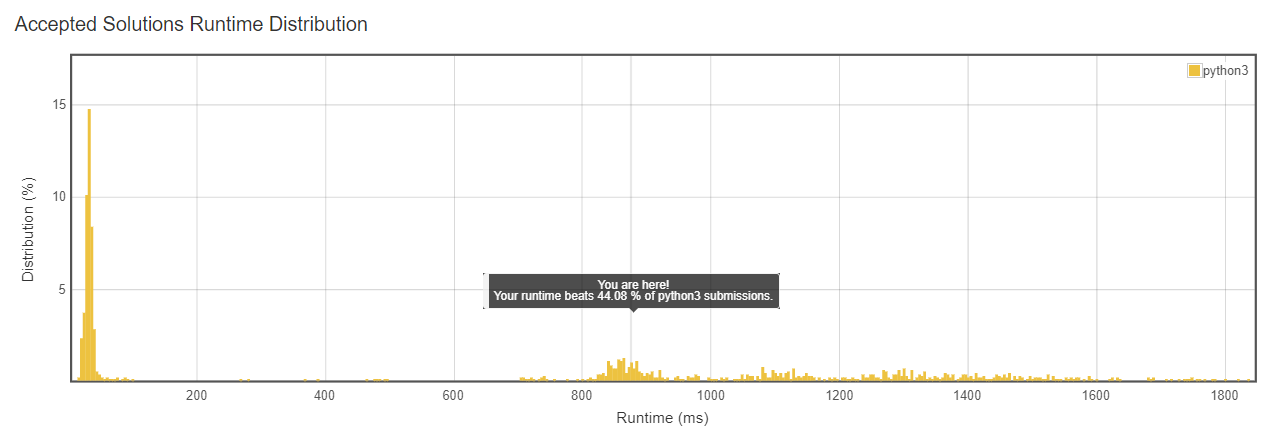 Accepted Solutions Runtime Distribution
python3
Distribution (%)
15
10
5
You are here!
Your runtime beats 44.08 % of python3 submissions.
200
400
600
800
1000
1200
1400
1600
1800
Runtime (ms)